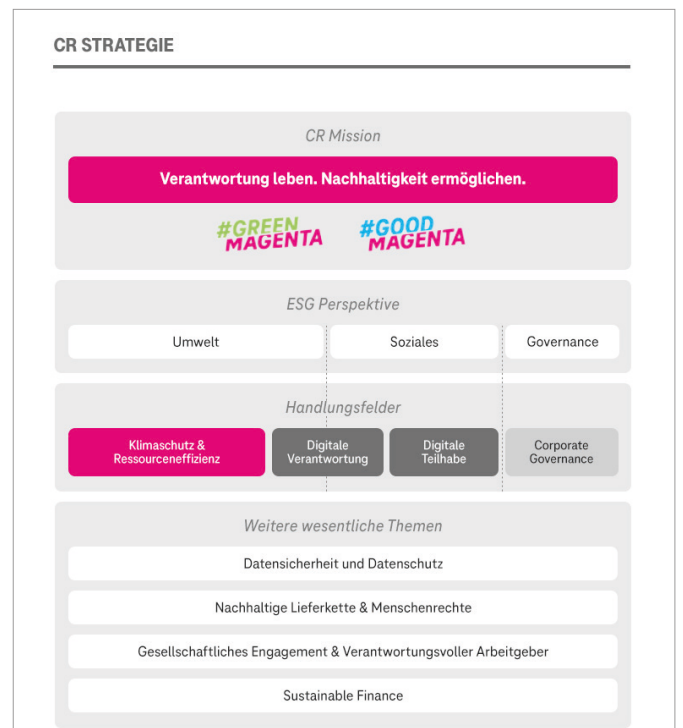 CR STRATEGIE
CR Mission
Verantwortung leben. Nachhaltigkeit ermöglichen.
#GREEN
MAGENTA
#GOOD
MAGENTA
ESG Perspektive
Umwelt
Soziales
Governance
Handlungsfelder
Klimaschutz &
Ressourceneffizienz
Digitale
Verantwortung
Digitale
Teilhabe
Corporate
Governance
Weitere wesentliche Themen
Datensicherheit und Datenschutz
Nachhaltige Lieferkette & Menschenrechte
Gesellschaftliches Engagement & Verantwortungsvoller Arbeitgeber
Sustainable Finance